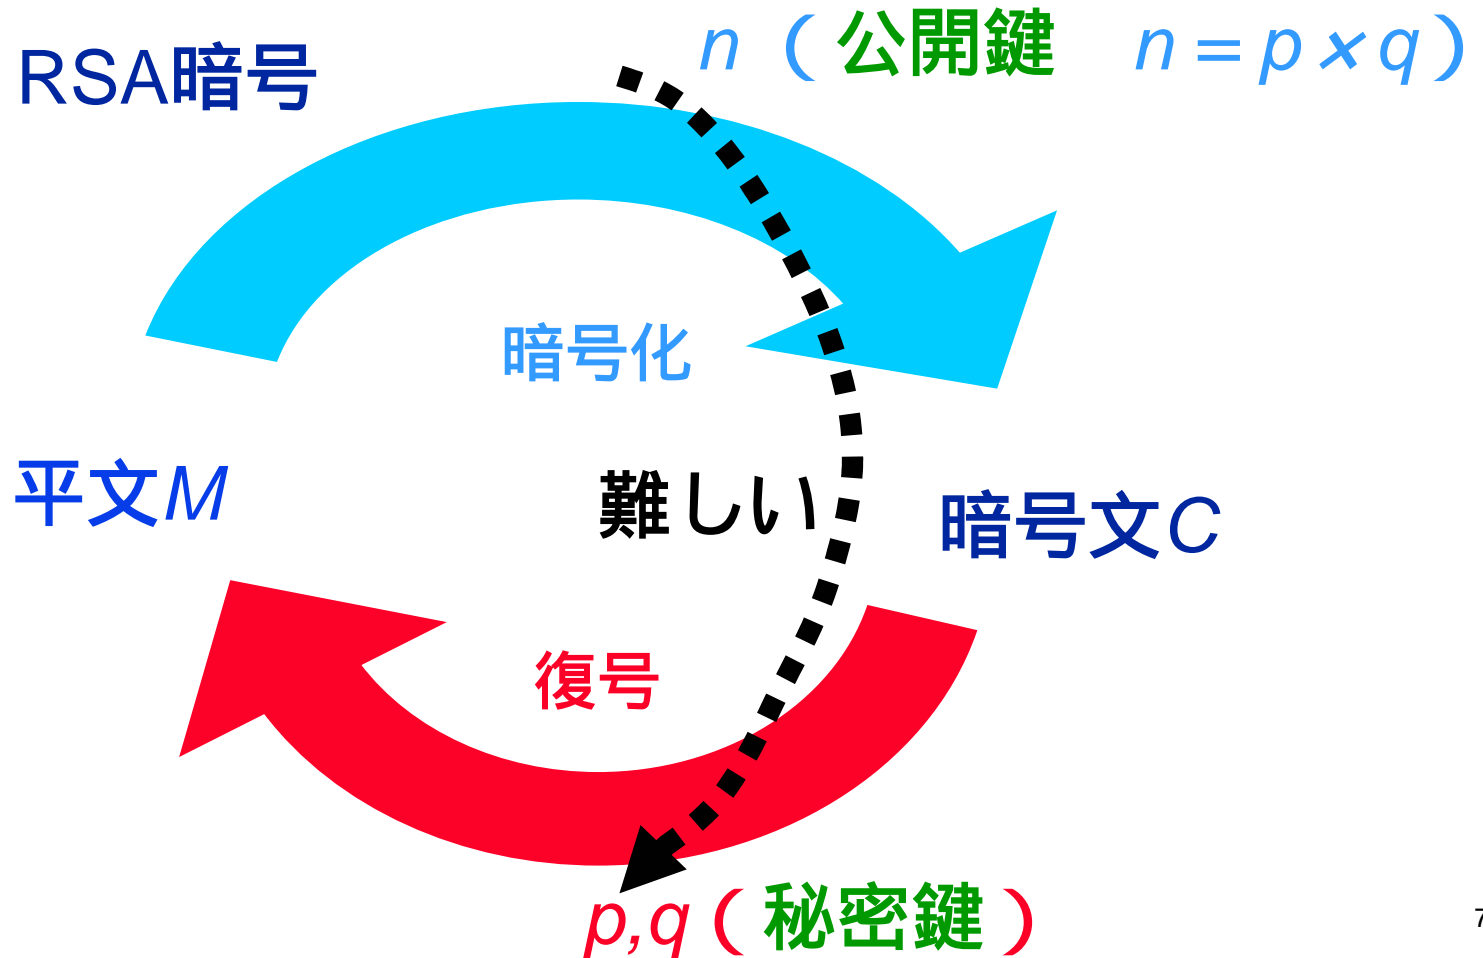 RSA暗号
n（公開鍵　n = p × q）
暗号化
平文M
難しい
暗号文C
復号
p,q（秘密鍵）
7